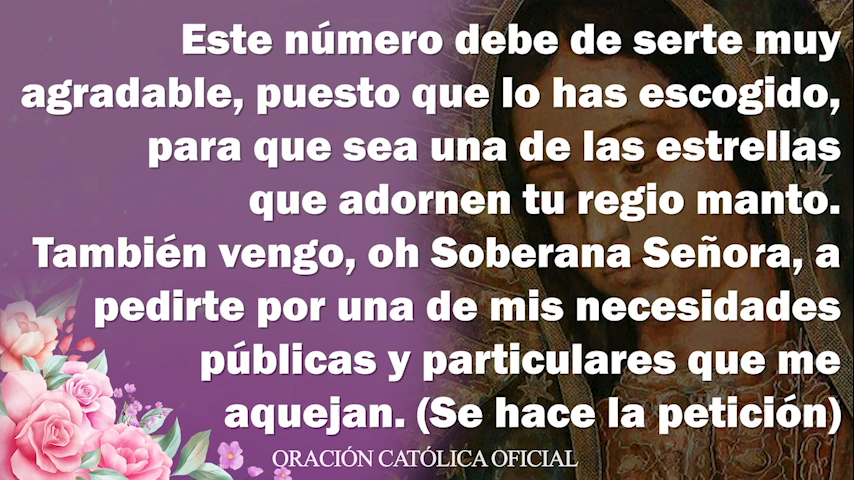 Este número debe de serte muy
agradable, puesto que lo has escogido,
para que sea una de las estrellas
que adornen tu regio manto.
También vengo, oh Soberana Señora, a
pedirte por una de mis necesidades
públicas y particulares que me
aquejan. (Se hace la petición)
ORACIÓN CATÓLICA OFICIAL